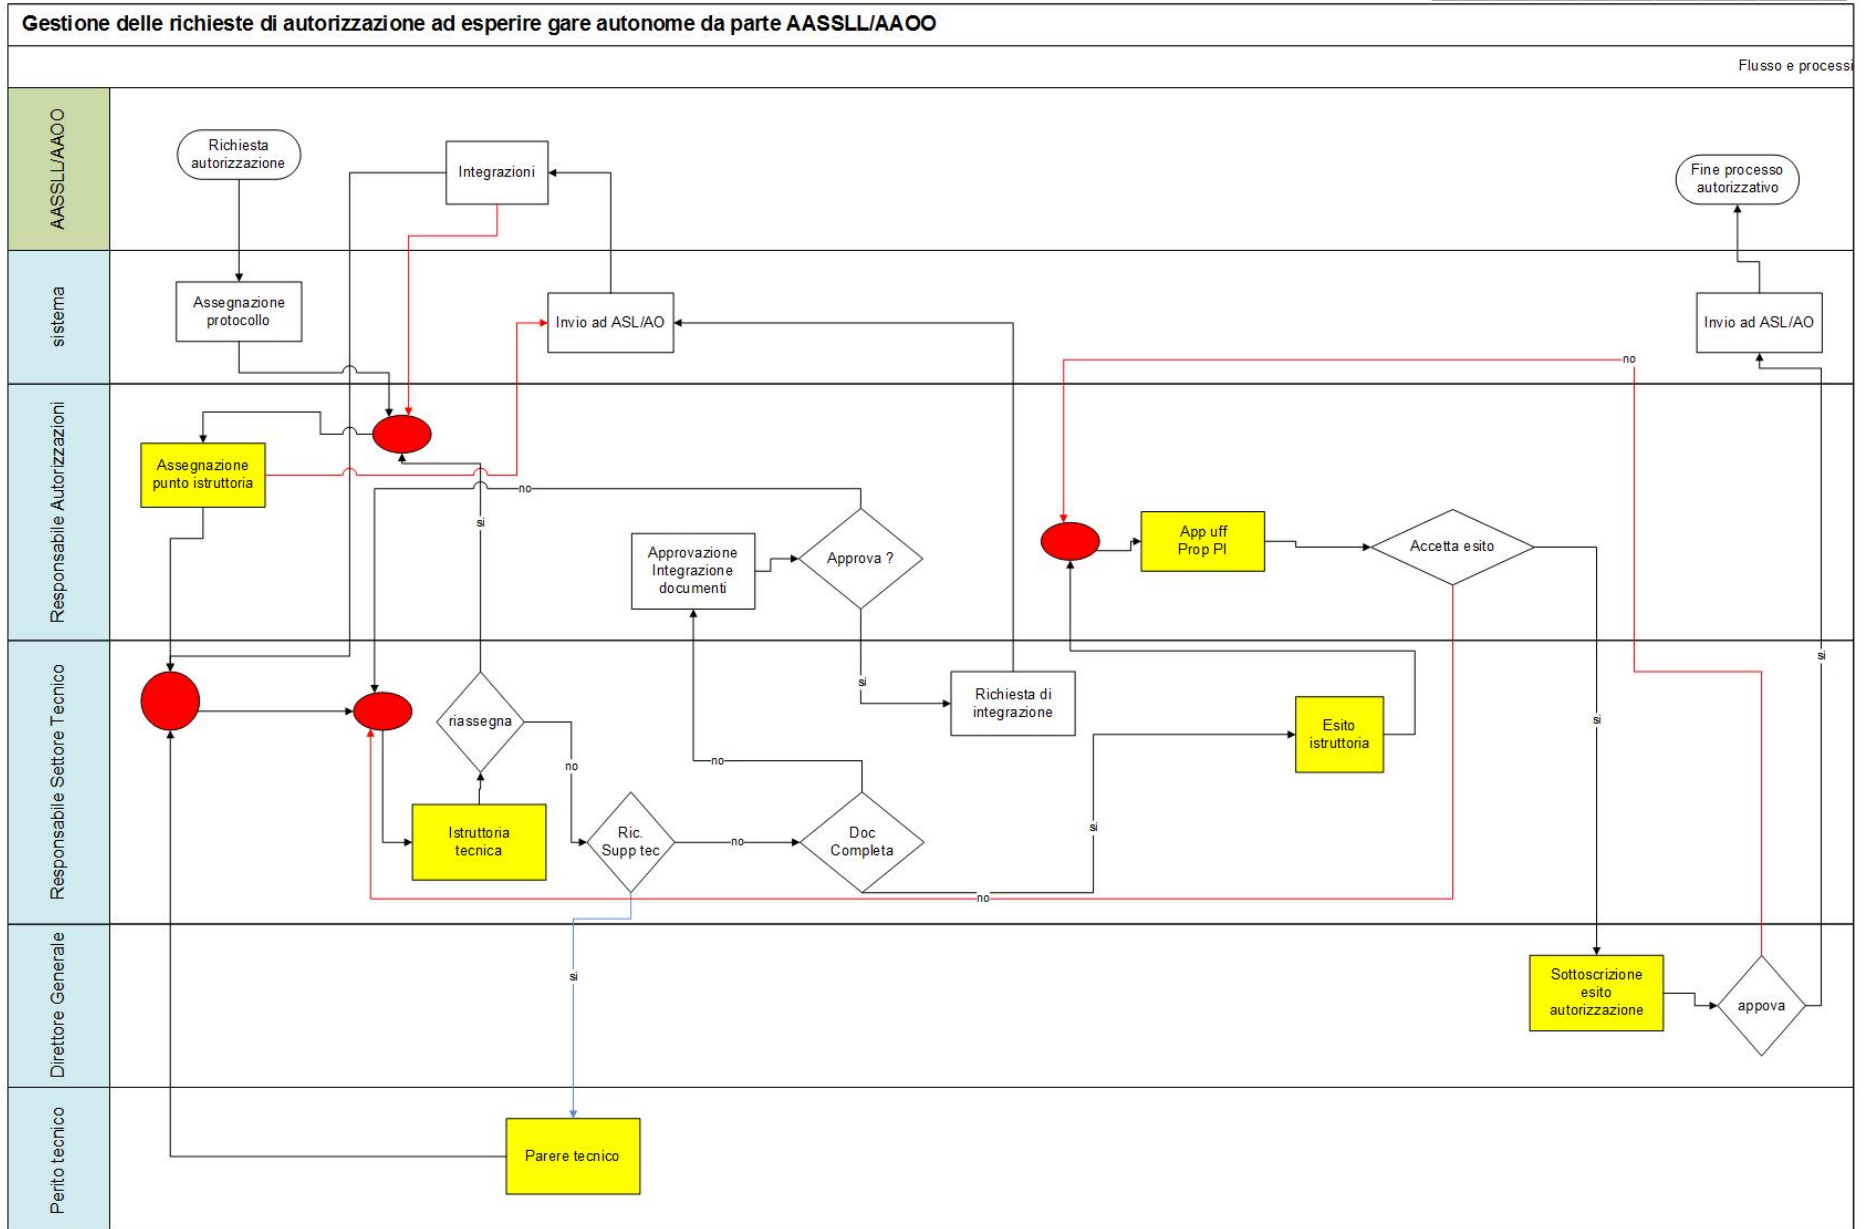 Gestione delle richieste di autorizzazione ad esperire gare autonome da parte AASSLL/AAOO
Flusso e processi
AASSLL/AAOO
Richiesta
autorizzazione
Integrazioni
Fine processo
autorizzativo
sistema
Assegnazione
protocollo
Invio ad ASL/AO
Invio ad ASL/AO
no
Responsabile Autorizzazioni
Assegnazione
punto istruttoria
no
si
Approvazione
Integrazione
documenti
Approva ?
App uff
Prop PI
Accetta esito
Responsabile Settore Tecnico
riassegna
si
Richiesta di
integrazione
si
si
Esito
istruttoria
no
no
Istruttoria
tecnica
Ric.
Supp tec
no
Doc
Completa
si
no
Direttore Generale
si
Sottoscrizione
esito
autorizzazione
appova
Perito tecnico
Parere tecnico